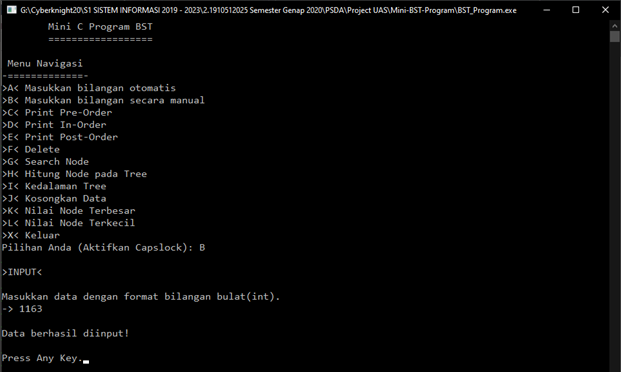 G:\Cyberknight20\S1 SISTEM INFORMASI 2019 - 2023\2.1910512025 Semester Genap 2020\PSDA\Project UAS\Mini-BST-Program\BST_Program.exe
Mini C Program BST
==================
Menu Navigasi
-=============-
>A< Masukkan bilangan otomatis
>B< Masukkan bilangan secara manual
>C< Print Pre-Order
>D< Print In-Order
>E< Print Post-Order
>F< Delete
>G< Search Node
>H< Hitung Node pada Tree
>I< Kedalaman Tree
>J< Kosongkan Data
>K< Nilai Node Terbesar
>L< Nilai Node Terkecil
>X< Keluar
Pilihan Anda (Aktifkan Capslock): B
>INPUT<
Masukkan data dengan format bilangan bulat(int).
-> 1163
Data berhasil diinput!
Press Any Key.